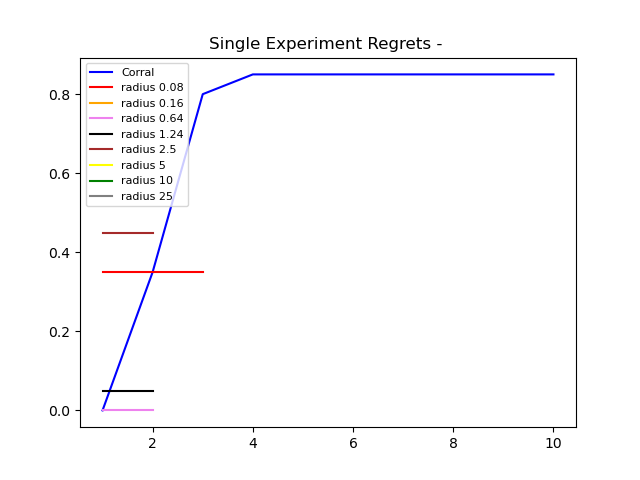 Single Experiment Regrets -
Corral
radius 0.08
radius 0.16
radius 0.64
radius 1.24
radius 2.5
radius 5
radius 10
radius 25
0.8
0.6
0.4
0.2
0.0
2 4 6 8 10